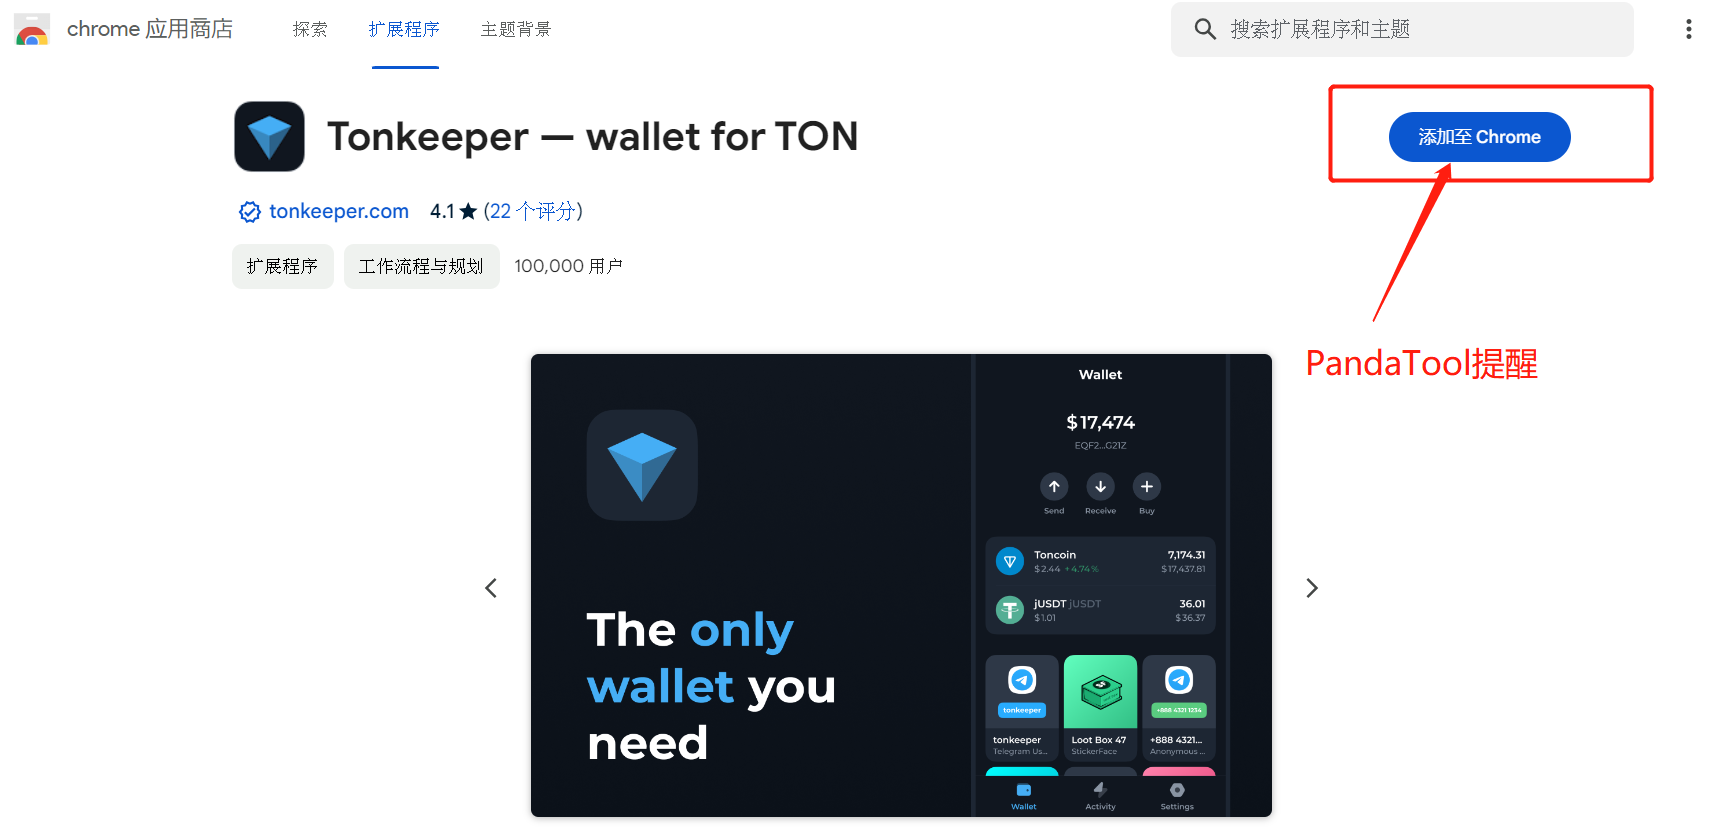 chrome 应用商店
探索
扩展程序
主题背景
搜索扩展程序和主题
Tonkeeper — wallet for TON
添加至 Chrome
tonkeeper.com
4.1★ (22 个评分)
扩展程序
工作流程与规划
100,000 用户
PandaTool提醒
The only
wallet you
need
Wallet
$17,474
EQF2...G21Z
Send
Receive
Buy
Toncoin
7,174.31
$2.44 +4.74%
$17,437.81
jUSDT jUSDT
36.01
$1.01
$36.37
tonkeeper
+888 4321 1234
tonkeeper
Loot Box 47
+888 4321...
Telegram Us...
StickerFace
Anonymous ...
Wallet
Activity
Settings